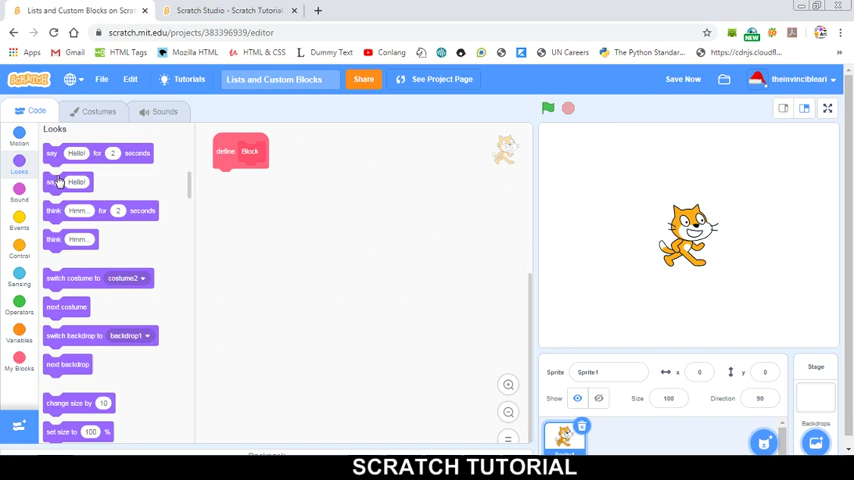 Lists and Custom Blocks on Scrat
Scratch Studio - Scratch Tutorial
scratch.mit.edu/projects/383396939/editor
Apps
Gmail
HTML Tags
Mozilla HTML
HTML & CSS
Dummy Text
Conlang
UN Careers
The Python Standar...
https://cdnjs.cloudfl...
NEW
SCRATCH
File
Edit
Tutorials
Lists and Custom Blocks
Share
See Project Page
Save Now
theinvincibleari
Code
Costumes
Sounds
Motion
Looks
Sound
Events
Control
Sensing
Operators
Variables
My Blocks
Looks
say Hello! for 2 seconds
say Hello!
think Hmm... for 2 seconds
think Hmm...
switch costume to costume2
next costume
switch backdrop to backdrop1
next backdrop
change size by 10
set size to 100 %
define Block
Sprite
Sprite1
x
0
y
0
Show
Size
100
Direction
90
Stage
Backdrops
SCRATCH TUTORIAL